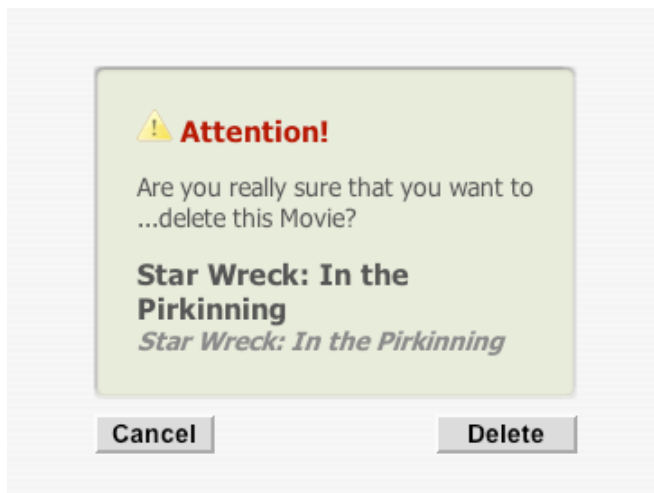 Attention!
Are you really sure that you want to
...delete this Movie?
Star Wreck: In the
Pirkinning
Star Wreck: In the Pirkinning
Cancel
Delete